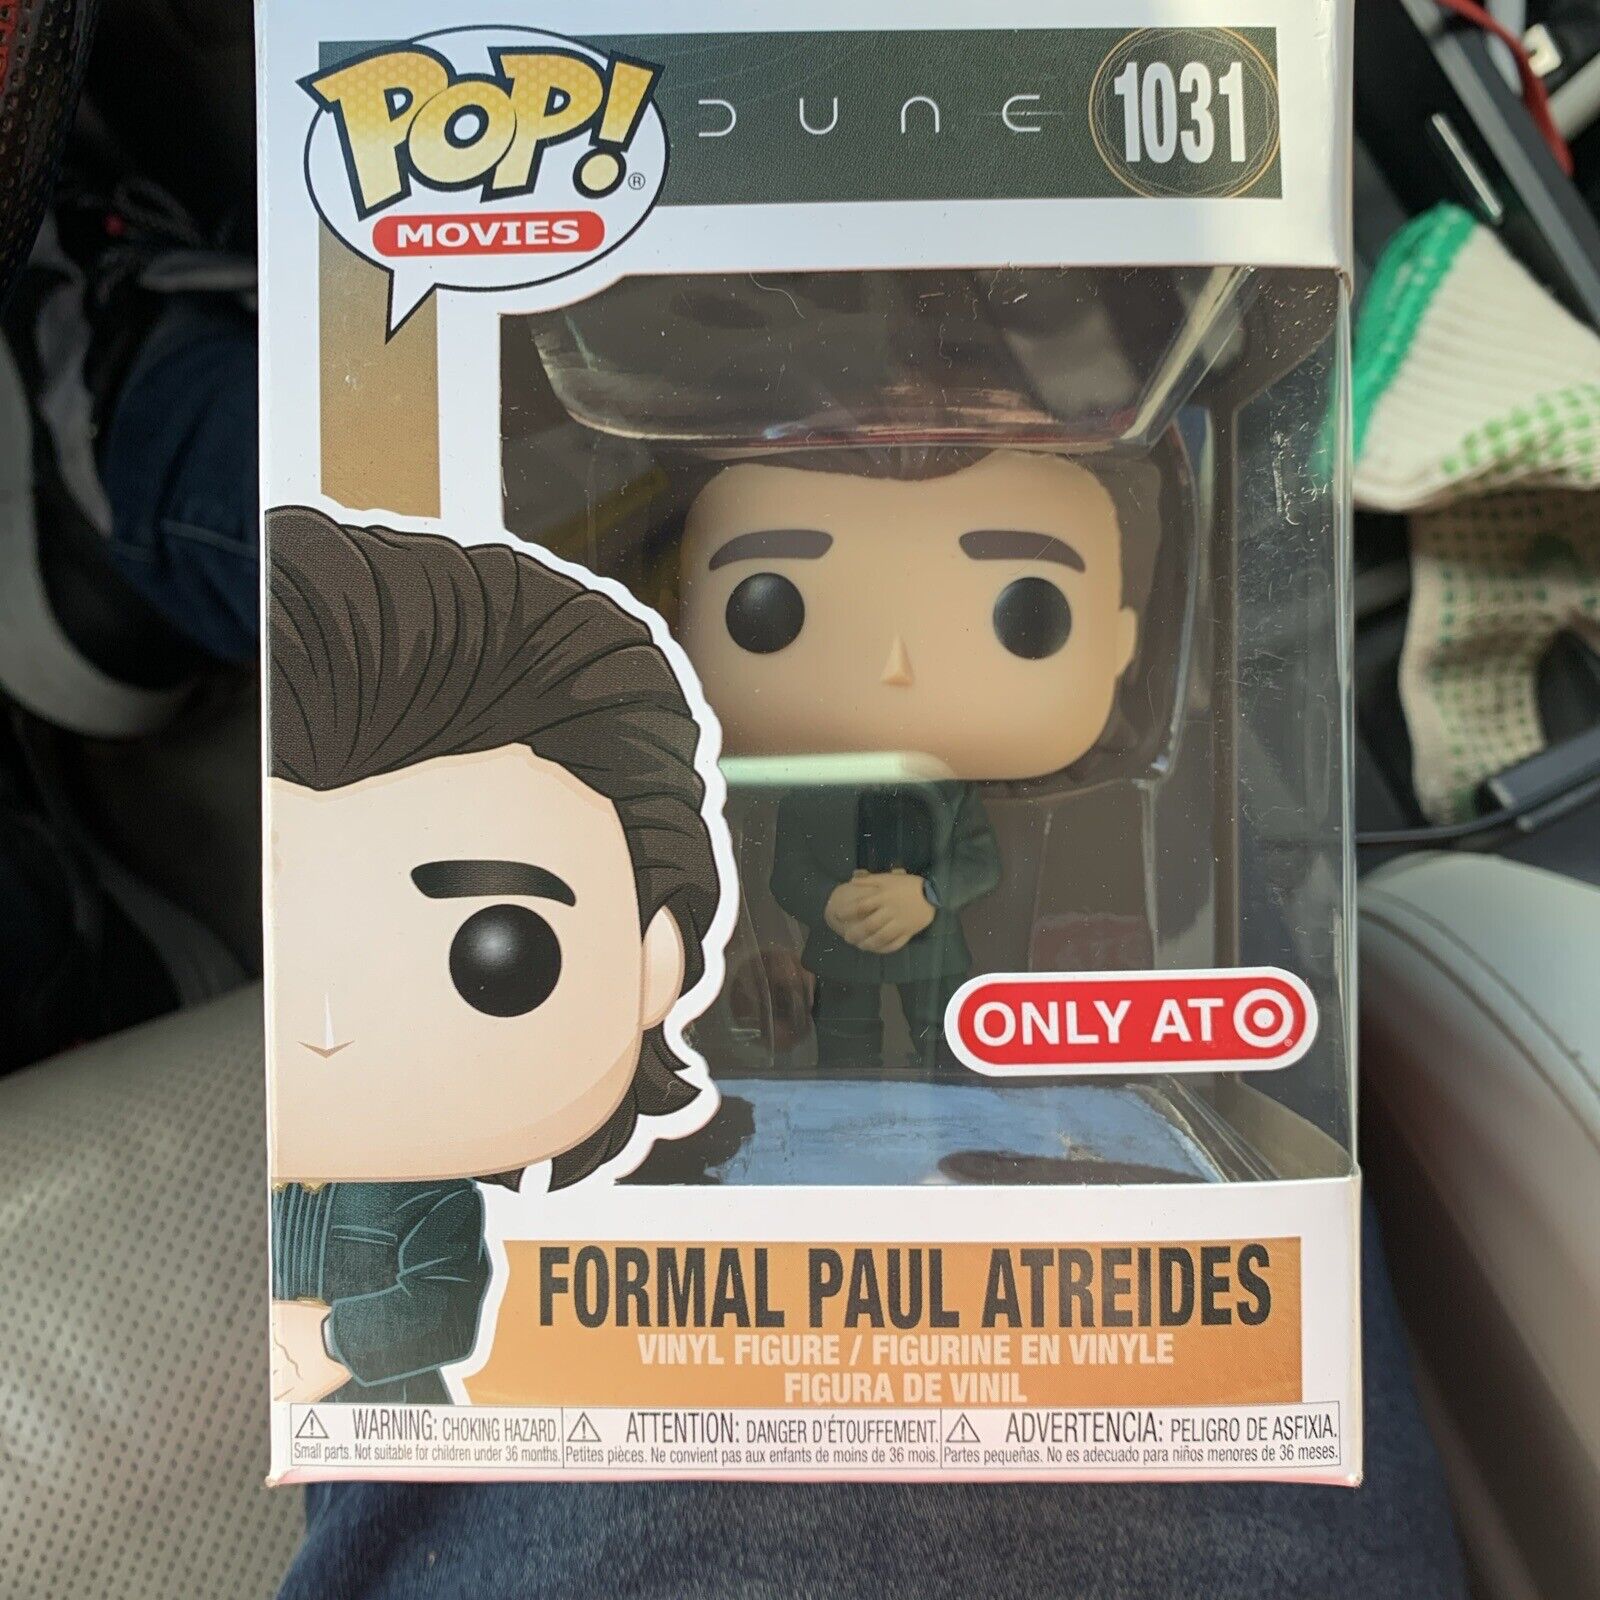 POP!®
MOVIES
DUNE
1031
ONLY AT
FORMAL PAUL ATREIDES
VINYL FIGURE / FIGURINE EN VINYLE
FIGURA DE VINIL
WARNING: CHOKING HAZARD.
Small parts. Not suitable for children under 36 months.
ATTENTION: DANGER D'ÉTOUFFEMENT.
Petites pièces. Ne convient pas aux enfants de moins de 36 mois.
ADVERTENCIA: PELIGRO DE ASFIXIA.
Partes pequeñas. No es adecuado para niños menores de 36 meses.